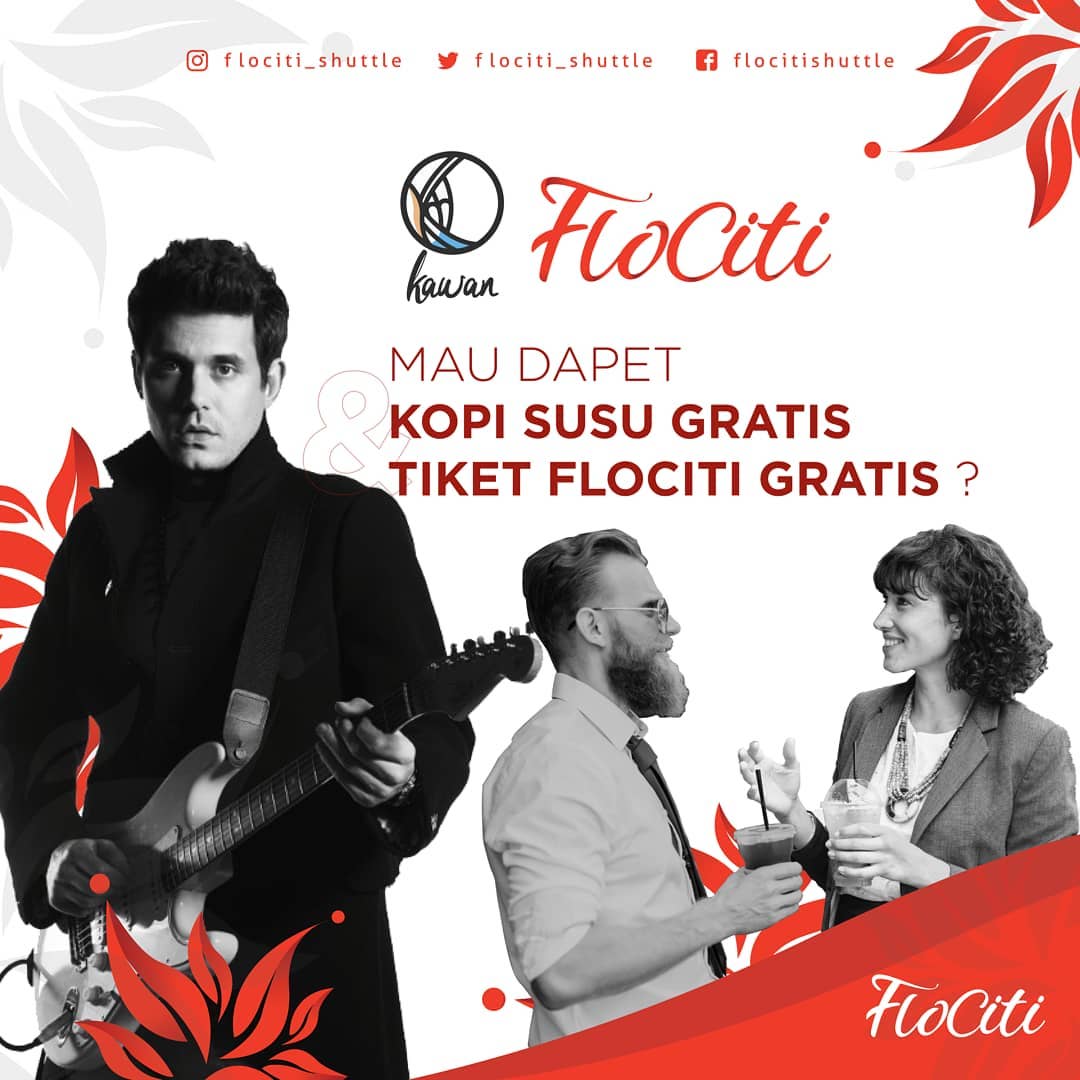 flociti_shuttle flociti_shuttle flocitishuttle
kawan FloCiti
MAU DAPET
& KOPI SUSU GRATIS
TIKET FLOCITI GRATIS ?
FloCiti